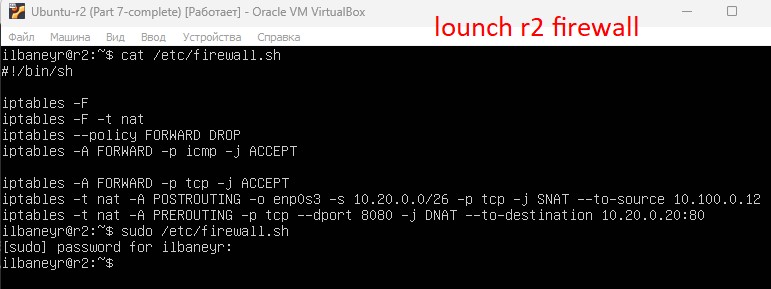 Ubuntu-r2 (Part 7-complete) [Работает] - Oracle VM VirtualBox
lounch r2 firewall
Файл Машина Вид Ввод Устройства Справка
ilbaneyr@r2:~$ cat /etc/firewall.sh
#!/bin/sh
iptables -F
iptables -F -t nat
iptables --policy FORWARD DROP
iptables -A FORWARD -p icmp -j ACCEPT
iptables -A FORWARD -p tcp -j ACCEPT
iptables -t nat -A POSTROUTING -o enp0s3 -s 10.20.0.0/26 -p tcp -j SNAT --to-source 10.100.0.12
iptables -t nat -A PREROUTING -p tcp --dport 8080 -j DNAT --to-destination 10.20.0.20:80
ilbaneyr@r2:~$ sudo /etc/firewall.sh
[sudo] password for ilbaneyr:
ilbaneyr@r2:~$